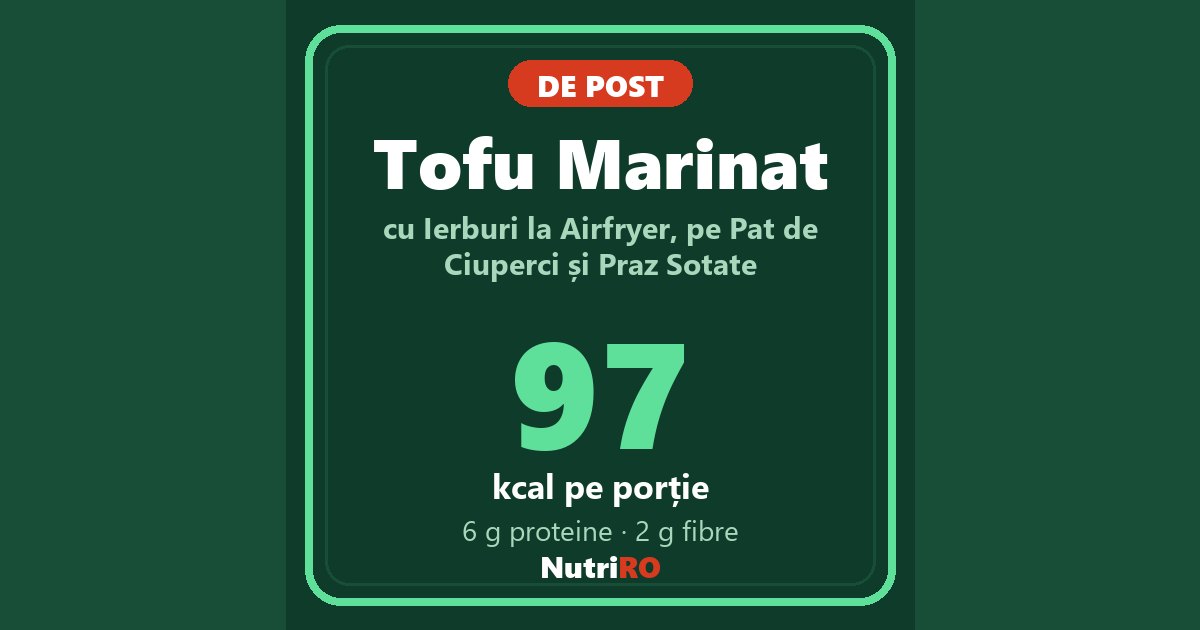 DE POST
Tofu Marinat
cu Ierburi la Airfryer, pe Pat de
Ciuperci și Praz Sotate
97
kcal pe porție
6 g proteine · 2 g fibre
NutriRO